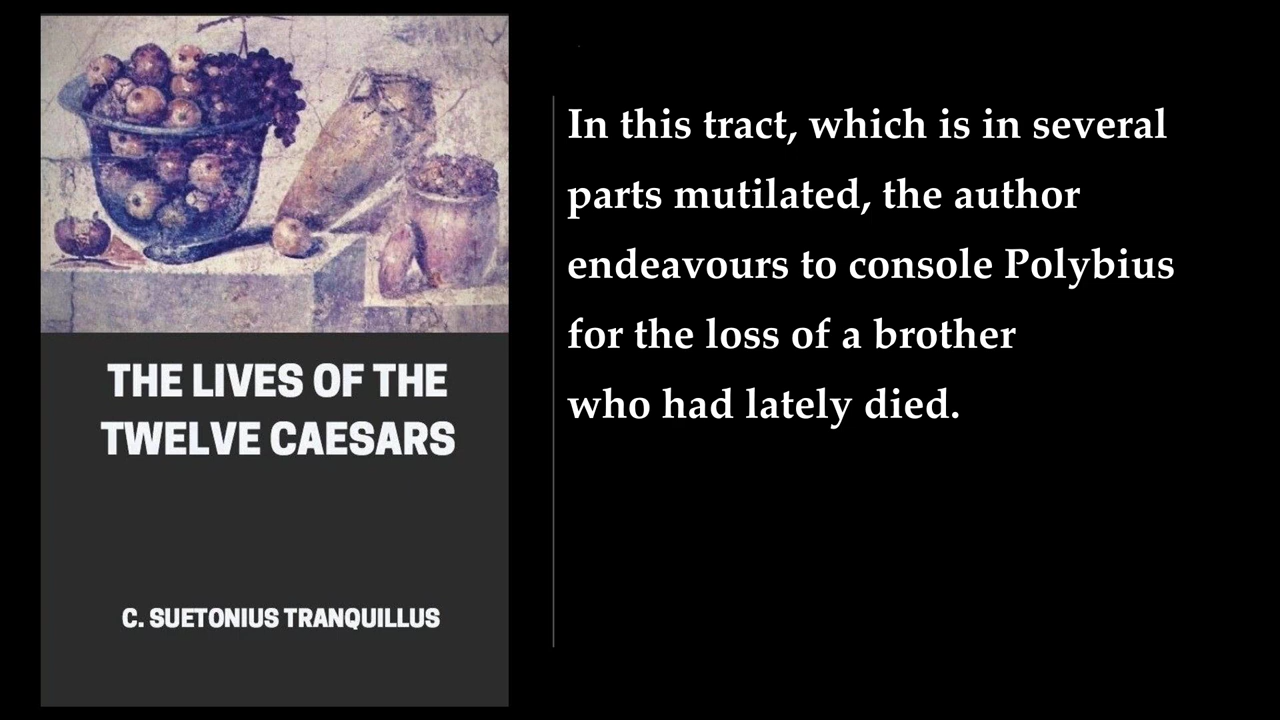 THE LIVES OF THE
TWELVE CAESARS
C. SUETONIUS TRANQUILLUS
In this tract, which is in several
parts mutilated, the author
endeavours to console Polybius
for the loss of a brother
who had lately died.